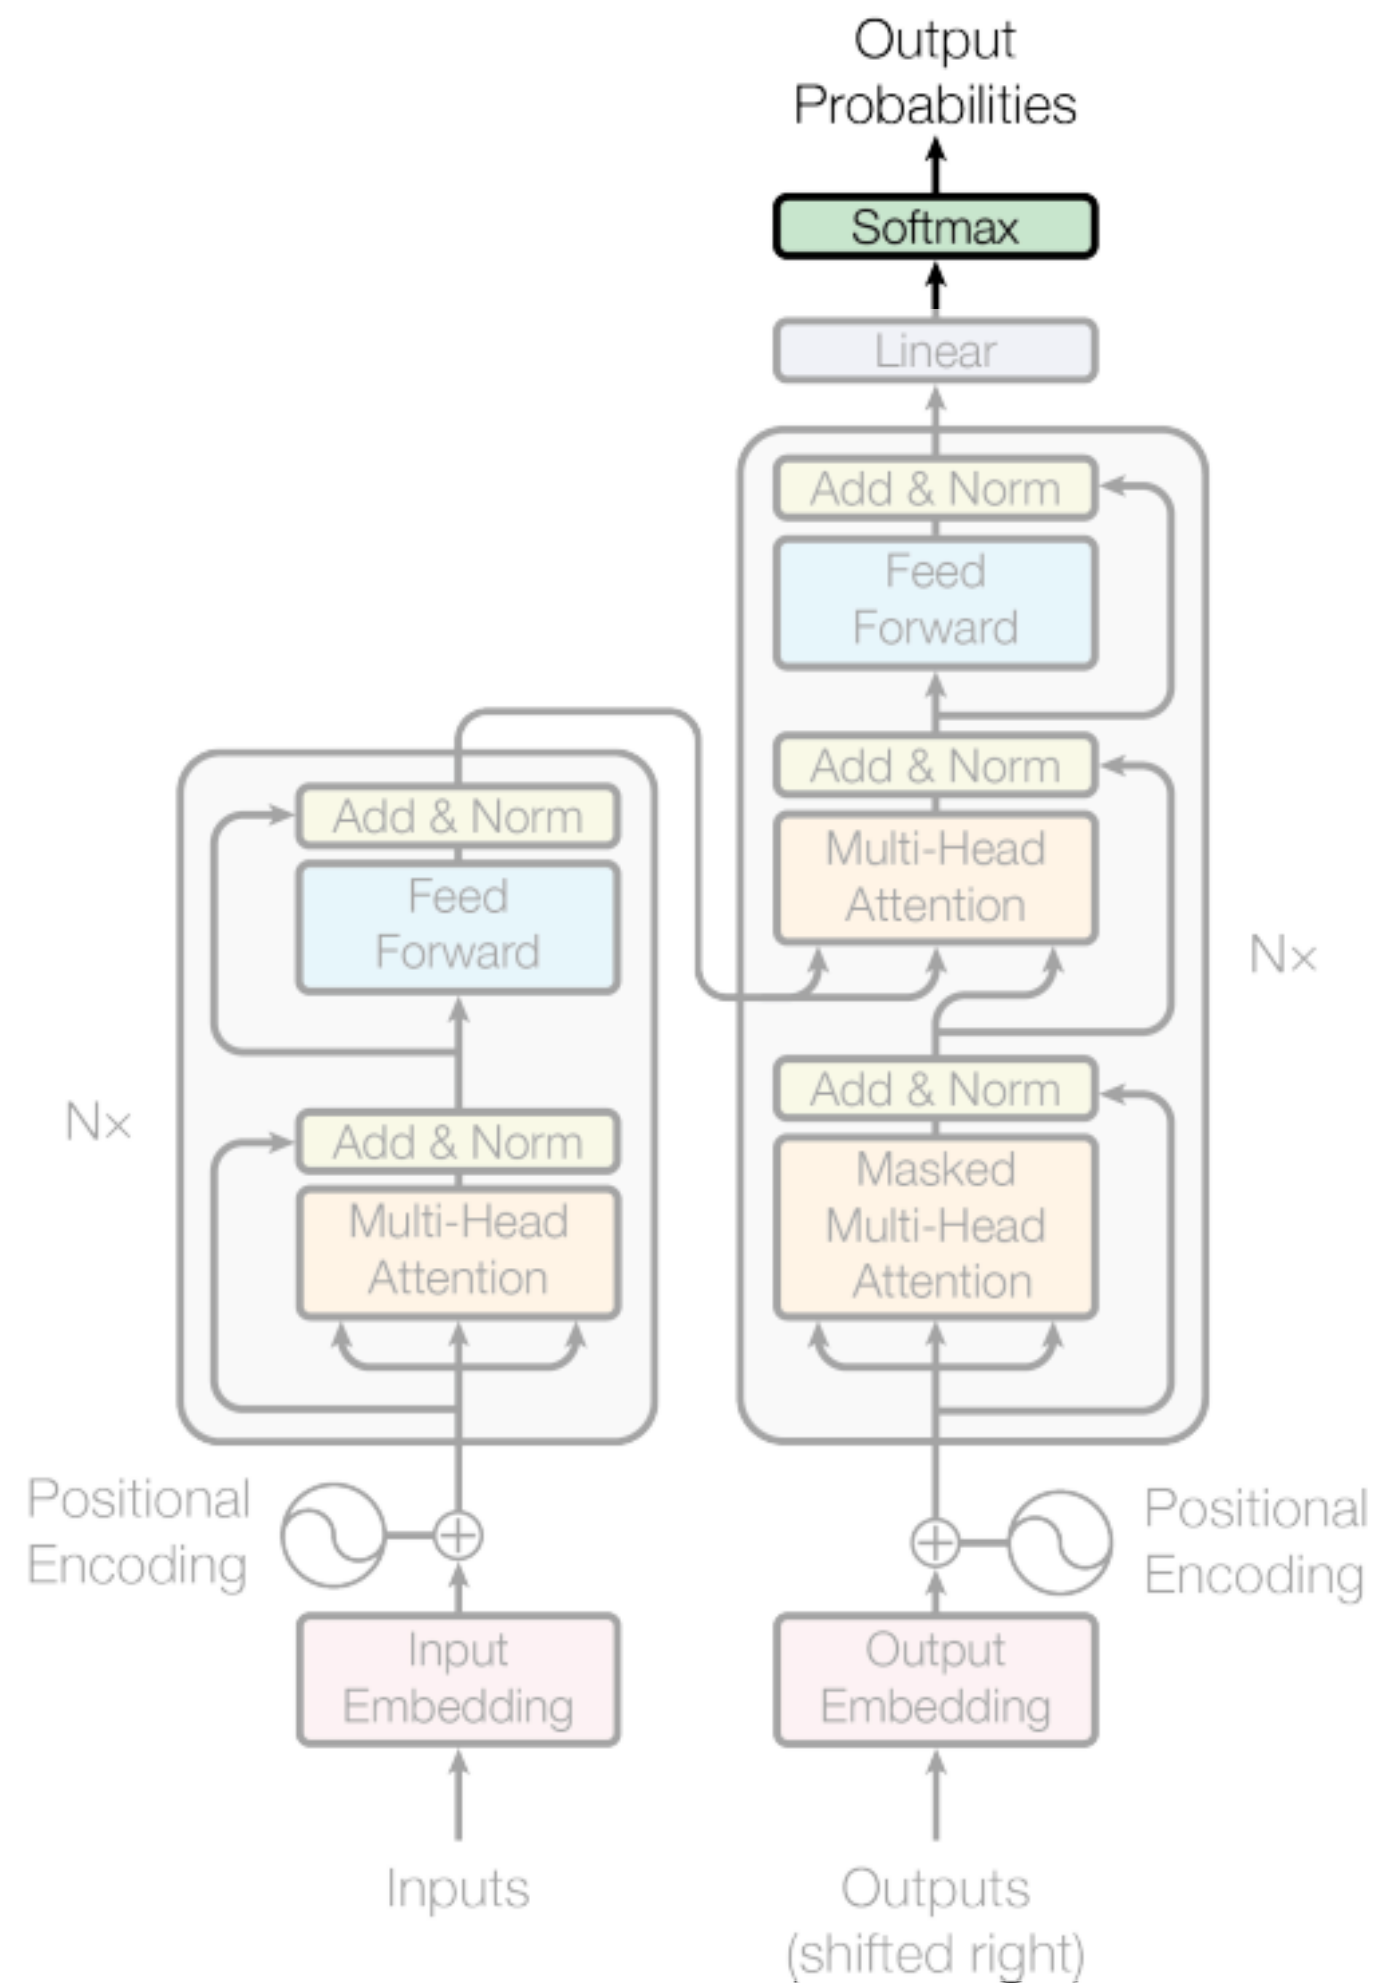 Output
Probabilities
Softmax
Linear
Add & Norm
Feed
Forward
Add & Norm
Multi-Head
Attention
Add & Norm
Masked
Multi-Head
Attention
N×
Add & Norm
Feed
Forward
Add & Norm
Multi-Head
Attention
N×
Positional
Encoding
Positional
Encoding
Input
Embedding
Output
Embedding
Inputs
Outputs
(shifted right)